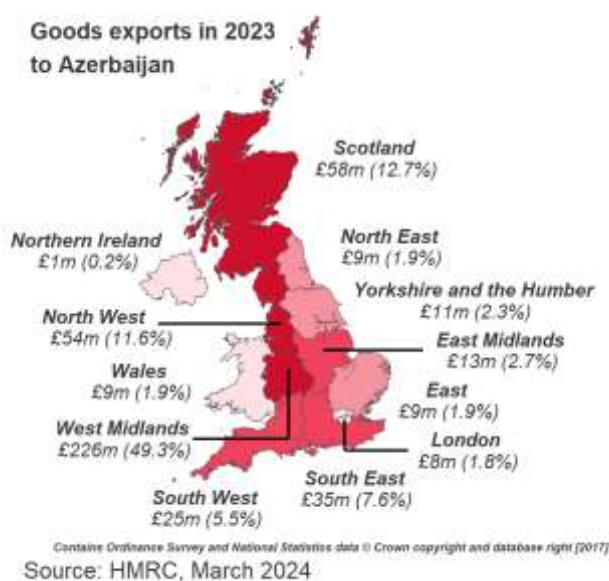 Goods exports in 2023
to Azerbaijan
Scotland
£58m (12.7%)
Northern Ireland
£1m (0.2%)
North East
£9m (1.9%)
Yorkshire and the Humber
£11m (2.3%)
North West
£54m (11.6%)
East Midlands
£13m (2.7%)
Wales
£9m (1.9%)
East
£9m (1.9%)
West Midlands
£226m (49.3%)
London
£8m (1.8%)
South East
£35m (7.6%)
South West
£25m (5.5%)
Contains Ordinance Survey and National Statistics data © Crown copyright and database right [2017]
Source: HMRC, March 2024